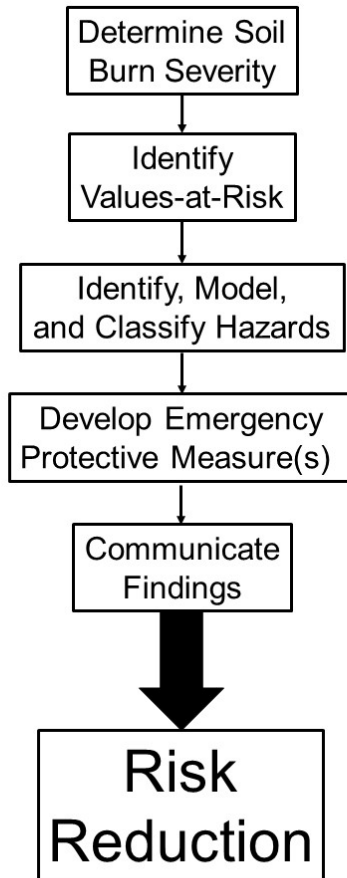 Determine Soil
Burn Severity
Identify
Values-at-Risk
Identify, Model,
and Classify Hazards
Develop Emergency
Protective Measure(s)
Communicate
Findings
Risk
Reduction